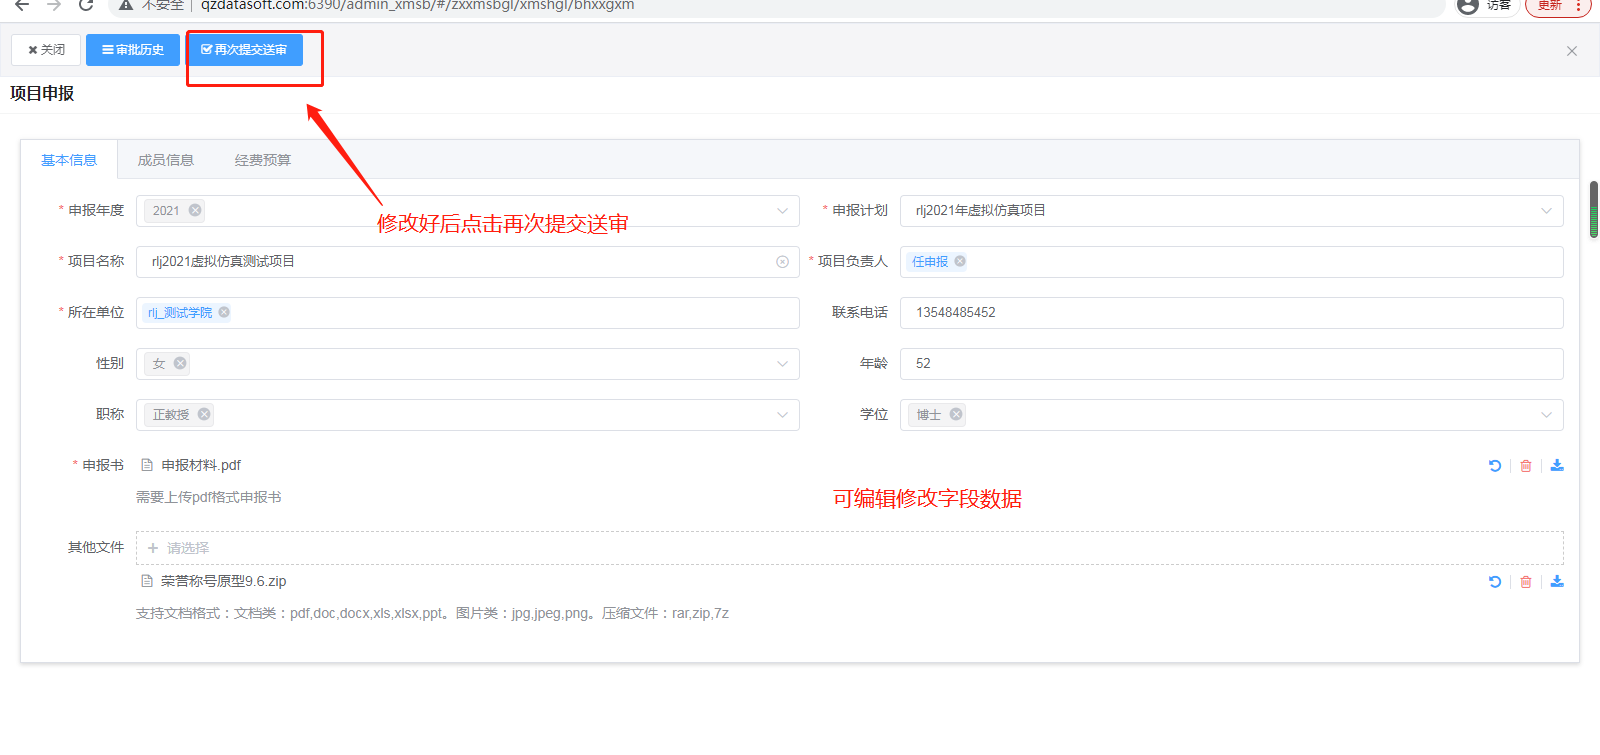 不安全 qzdatasoft.com:6390/admin_xmsb/#/zxxmsbgl/xmshgl/bhxxgxm 访客 更新
关闭 审批历史 再次提交送审
项目申报
基本信息 成员信息 经费预算
* 申报年度 2021 * 申报计划 rlj2021年虚拟仿真项目
修改好后点击再次提交送审
* 项目名称 rlj2021虚拟仿真测试项目 * 项目负责人 任申报
* 所在单位 rlj_测试学院 联系电话 13548485452
性别 女 年龄 52
职称 正教授 学位 博士
* 申报书 申报材料.pdf
需要上传pdf格式申报书
可编辑修改字段数据
其他文件 + 请选择
荣誉称号原型9.6.zip
支持文档格式：文档类：pdf,doc,docx,xls,xlsx,ppt。图片类：jpg,jpeg,png。压缩文件：rar,zip,7z